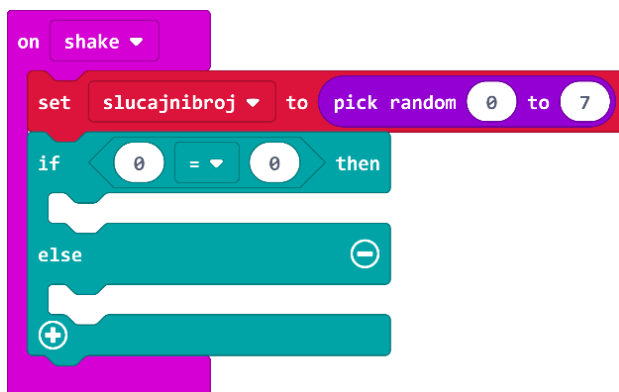 on shake
set slucajnibroj to pick random 0 to 7
if 0 = 0 then
else